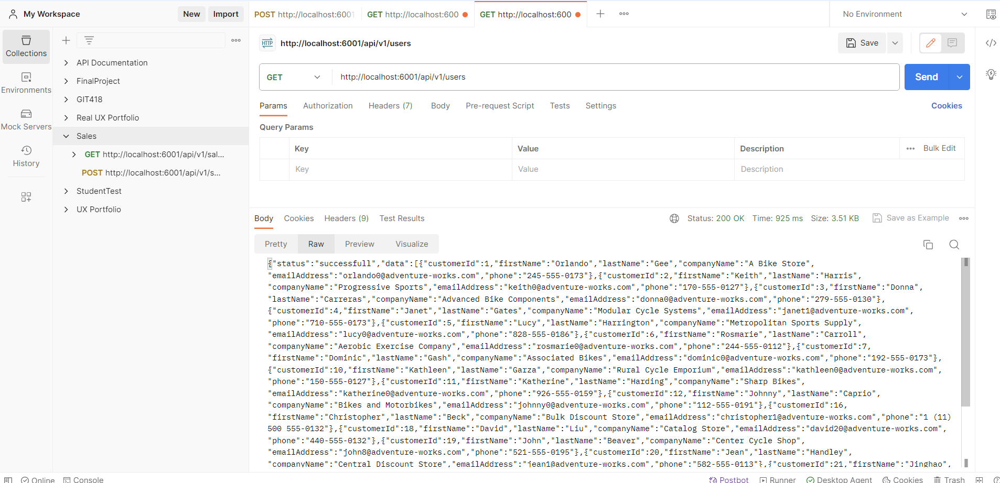 My Workspace
New
Import
POST http://localhost:6001
GET http://localhost:600
GET http://localhost:600
No Environment
Collections
Environments
Mock Servers
History
API Documentation
FinalProject
GIT418
Real UX Portfolio
Sales
GET http://localhost:6001/api/v1/sal...
POST http://localhost:6001/api/v1/s...
StudentTest
UX Portfolio
HTTP http://localhost:6001/api/v1/users
Save
GET http://localhost:6001/api/v1/users
Send
Params Authorization Headers (7) Body Pre-request Script Tests Settings
Cookies
Query Params
Key Value Description Bulk Edit
Key Value Description
Body Cookies Headers (9) Test Results
Status: 200 OK Time: 925 ms Size: 3.51 KB Save as Example
Pretty Raw Preview Visualize
{"status":"successfull","data":[{"customerId":1,"firstName":"Orlando","lastName":"Gee","companyName":"A Bike Store",
"emailAddress":"orlando0@adventure-works.com","phone":"245-555-0173"},{"customerId":2,"firstName":"Keith","lastName":"Harris",
"companyName":"Progressive Sports","emailAddress":"keith0@adventure-works.com","phone":"170-555-0127"},{"customerId":3,"firstName":"Donna",
"lastName":"Carreras","companyName":"Advanced Bike Components","emailAddress":"donna0@adventure-works.com","phone":"279-555-0130"},
{"customerId":4,"firstName":"Janet","lastName":"Gates","companyName":"Modular Cycle Systems","emailAddress":"janet1@adventure-works.com",
"phone":"710-555-0173"},{"customerId":5,"firstName":"Lucy","lastName":"Harrington","companyName":"Metropolitan Sports Supply",
"emailAddress":"lucy0@adventure-works.com","phone":"828-555-0186"},{"customerId":6,"firstName":"Rosmarie","lastName":"Carroll",
"companyName":"Aerobic Exercise Company","emailAddress":"rosmarie0@adventure-works.com","phone":"244-555-0112"},{"customerId":7,
"firstName":"Dominic","lastName":"Gash","companyName":"Associated Bikes","emailAddress":"dominic0@adventure-works.com","phone":"192-555-0173"},
{"customerId":10,"firstName":"Kathleen","lastName":"Garza","companyName":"Rural Cycle Emporium","emailAddress":"kathleen0@adventure-works.com",
"phone":"150-555-0127"},{"customerId":11,"firstName":"Katherine","lastName":"Harding","companyName":"Sharp Bikes",
"emailAddress":"katherine0@adventure-works.com","phone":"926-555-0159"},{"customerId":12,"firstName":"Johnny","lastName":"Caprio",
"companyName":"Bikes and Motorbikes","emailAddress":"johnny0@adventure-works.com","phone":"112-555-0191"},{"customerId":16,
"firstName":"Christopher","lastName":"Beck","companyName":"Bulk Discount Store","emailAddress":"christopher1@adventure-works.com","phone":"1 (11)
500 555-0132"},{"customerId":18,"firstName":"David","lastName":"Liu","companyName":"Catalog Store","emailAddress":"david20@adventure-works.com",
"phone":"440-555-0132"},{"customerId":19,"firstName":"John","lastName":"Beaver","companyName":"Center Cycle Shop",
"emailAddress":"john8@adventure-works.com","phone":"521-555-0195"},{"customerId":20,"firstName":"Jean","lastName":"Handley",
"companyName":"Central Discount Store","emailAddress":"jean1@adventure-works.com","phone":"582-555-0113"},{"customerId":21,"firstName":"Jinghao",
Online Console
Postbot Runner Desktop Agent Cookies Trash